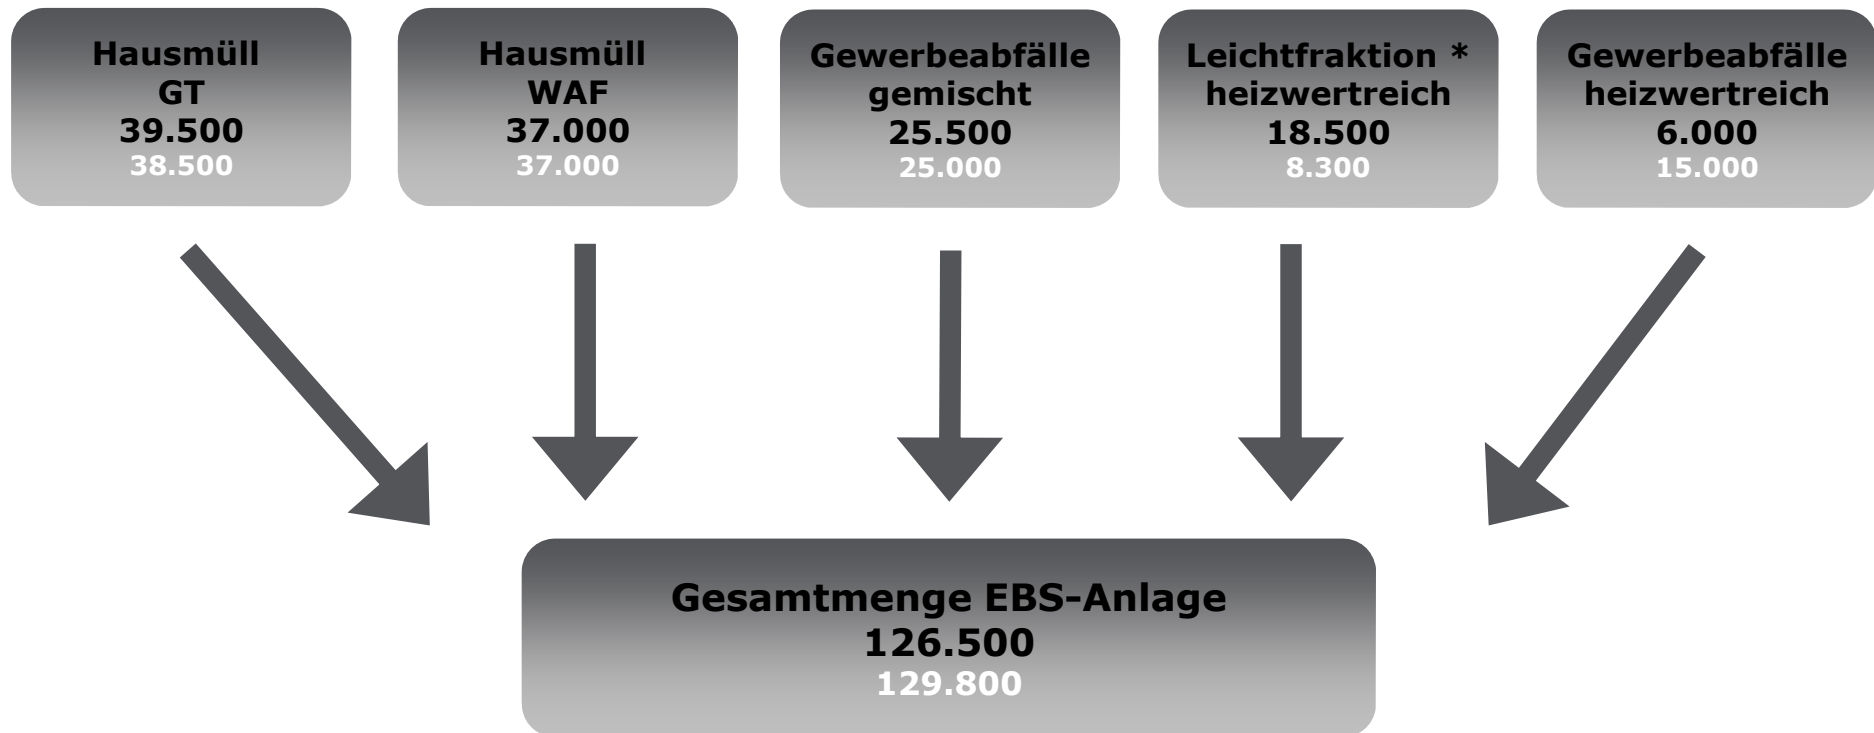 Hausmüll
GT
39.500
38.500
Hausmüll
WAF
37.000
37.000
Gewerbeabfälle
gemischt
25.500
25.000
Leichtfraktion *
heizwertreich
18.500
8.300
Gewerbeabfälle
heizwertreich
6.000
15.000
Gesamtmenge EBS-Anlage
126.500
129.800